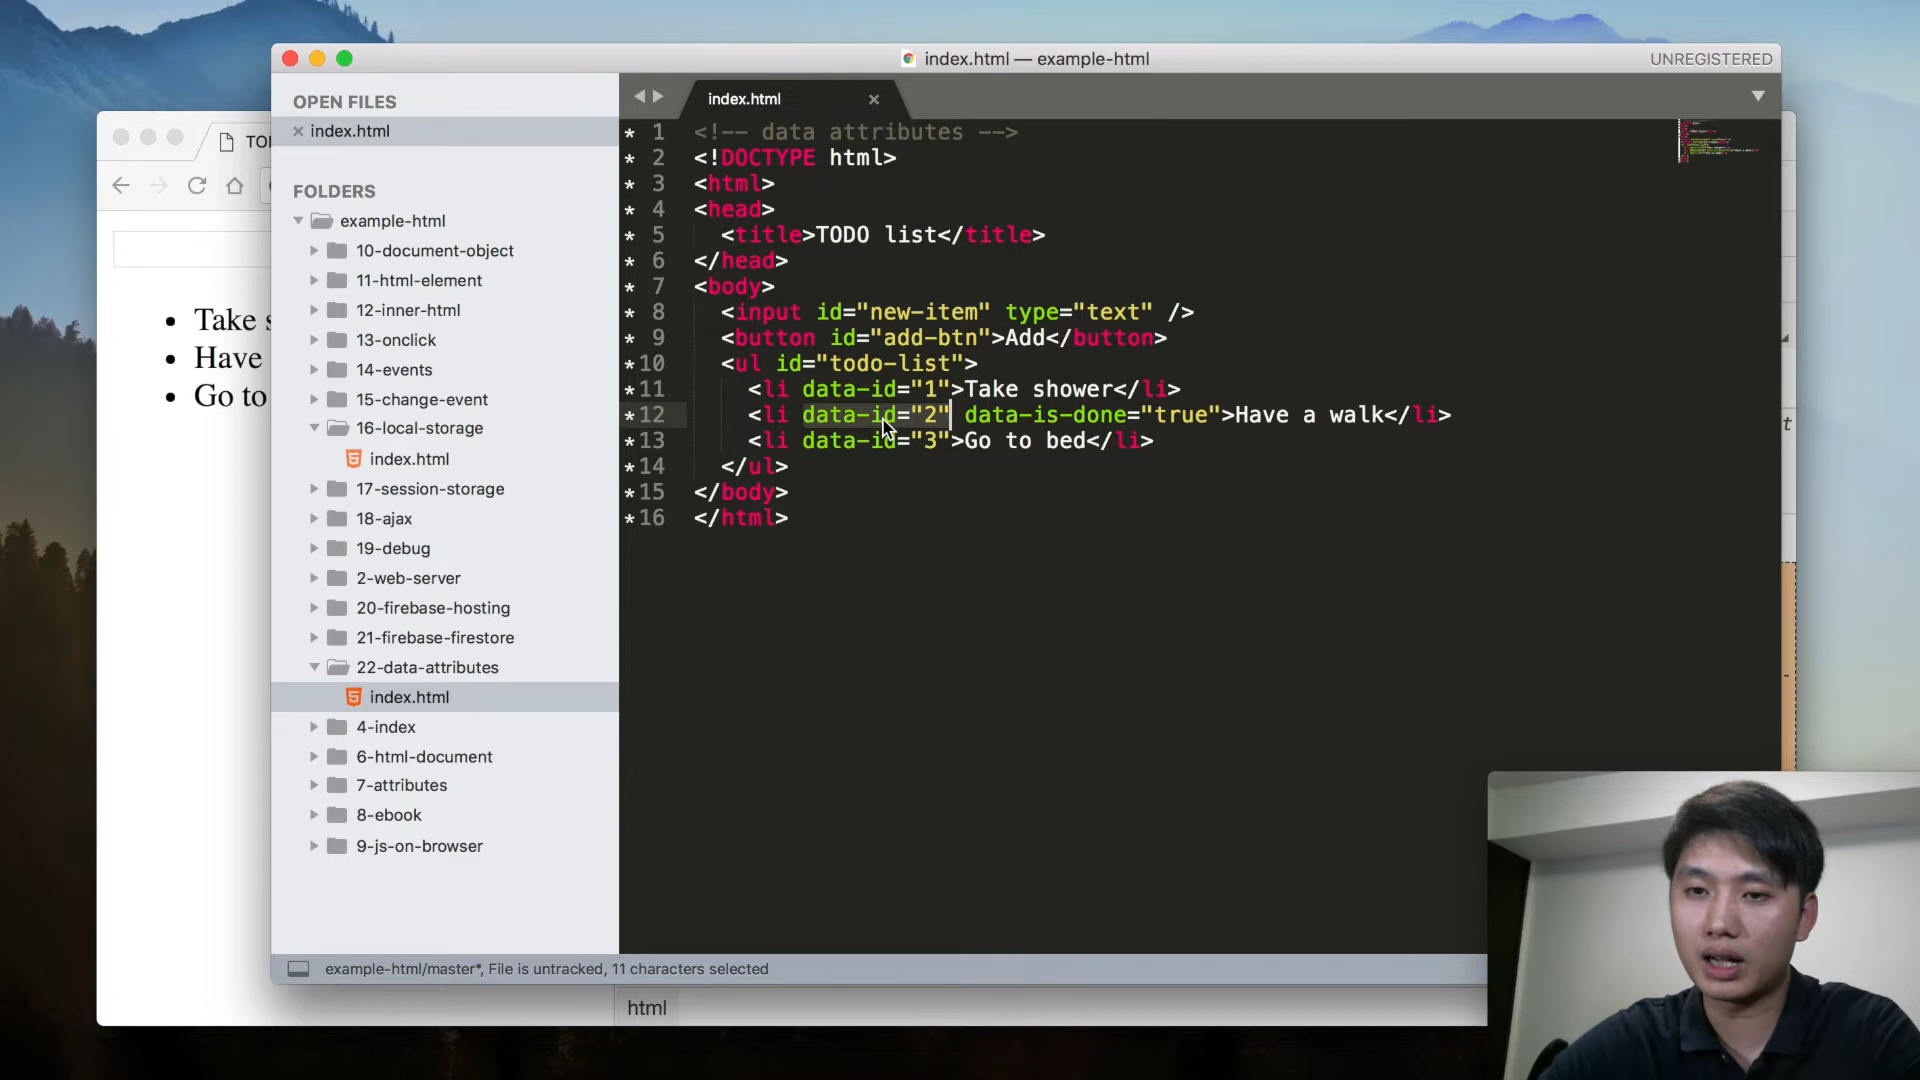 index.html — example-html
UNREGISTERED
OPEN FILES
index.html
index.html
FOLDERS
example-html
10-document-object
11-html-element
12-inner-html
13-onclick
14-events
15-change-event
16-local-storage
index.html
17-session-storage
18-ajax
19-debug
2-web-server
20-firebase-hosting
21-firebase-firestore
22-data-attributes
index.html
4-index
6-html-document
7-attributes
8-ebook
9-js-on-browser
* 1 <!-- data attributes -->
* 2 <!DOCTYPE html>
* 3 <html>
* 4 <head>
* 5 <title>TODO list</title>
* 6 </head>
* 7 <body>
* 8 <input id="new-item" type="text" />
* 9 <button id="add-btn">Add</button>
*10 <ul id="todo-list">
*11 <li data-id="1">Take shower</li>
*12 <li data-id="2" data-is-done="true">Have a walk</li>
*13 <li data-id="3">Go to bed</li>
*14 </ul>
*15 </body>
*16 </html>
example-html/master*, File is untracked, 11 characters selected
TO
Take s
Have
Go to
html